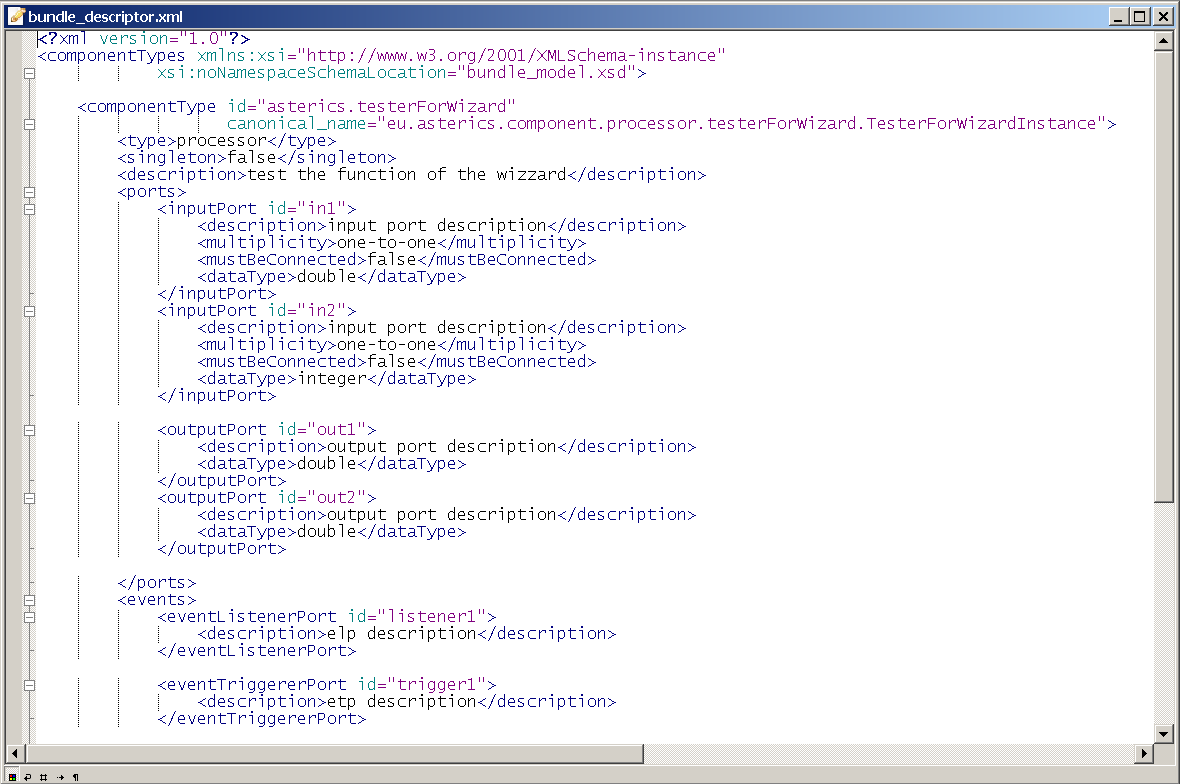 bundle_descriptor.xml
<?xml version="1.0"?>
<componentTypes xmlns:xsi="http://www.w3.org/2001/XMLSchema-instance"
xsi:noNamespaceSchemaLocation="bundle_model.xsd">
<componentType id="asterics.testerForWizard"
canonical_name="eu.asterics.component.processor.testerForWizard.TesterForWizardInstance">
<type>processor</type>
<singleton>false</singleton>
<description>test the function of the wizzard</description>
<ports>
<inputPort id="in1">
<description>input port description</description>
<multiplicity>one-to-one</multiplicity>
<mustBeConnected>false</mustBeConnected>
<dataType>double</dataType>
</inputPort>
<inputPort id="in2">
<description>input port description</description>
<multiplicity>one-to-one</multiplicity>
<mustBeConnected>false</mustBeConnected>
<dataType>integer</dataType>
</inputPort>
<outputPort id="out1">
<description>output port description</description>
<dataType>double</dataType>
</outputPort>
<outputPort id="out2">
<description>output port description</description>
<dataType>double</dataType>
</outputPort>
</ports>
<events>
<eventListenerPort id="listener1">
<description>elp description</description>
</eventListenerPort>
<eventTriggererPort id="trigger1">
<description>etp description</description>
</eventTriggererPort>